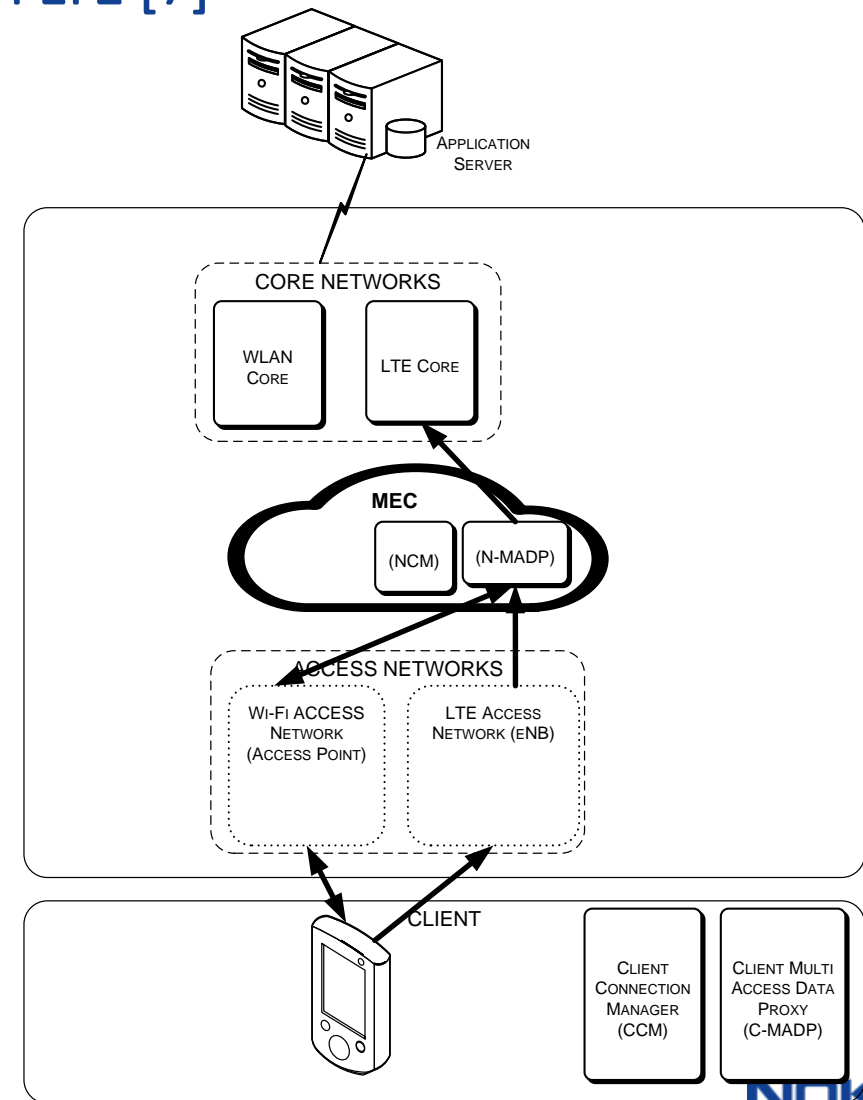 APPLICATION
SERVER
CORE NETWORKS
WLAN
CORE
LTE CORE
MEC
(NCM)
(N-MADP)
ACCESS NETWORKS
WI-FI ACCESS
NETWORK
(ACCESS POINT)
LTE ACCESS
NETWORK (ENB)
CLIENT
CLIENT
CONNECTION
MANAGER
(CCM)
CLIENT MULTI
ACCESS DATA
PROXY
(C-MADP)